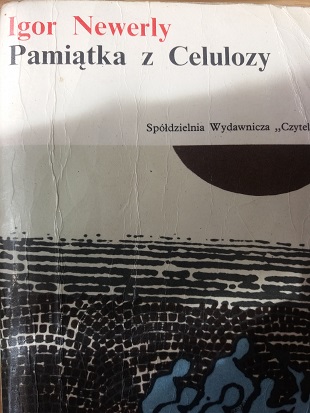 Igor Newerly
Pamiątka z Celulozy
Spółdzielnia Wydawnicza „Czytel